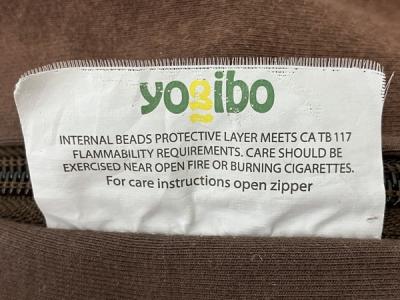 yogibo
INTERNAL BEADS PROTECTIVE LAYER MEETS CA TB 117
FLAMMABILITY REQUIREMENTS. CARE SHOULD BE
EXERCISED NEAR OPEN FIRE OR BURNING CIGARETTES.
For care instructions open zipper